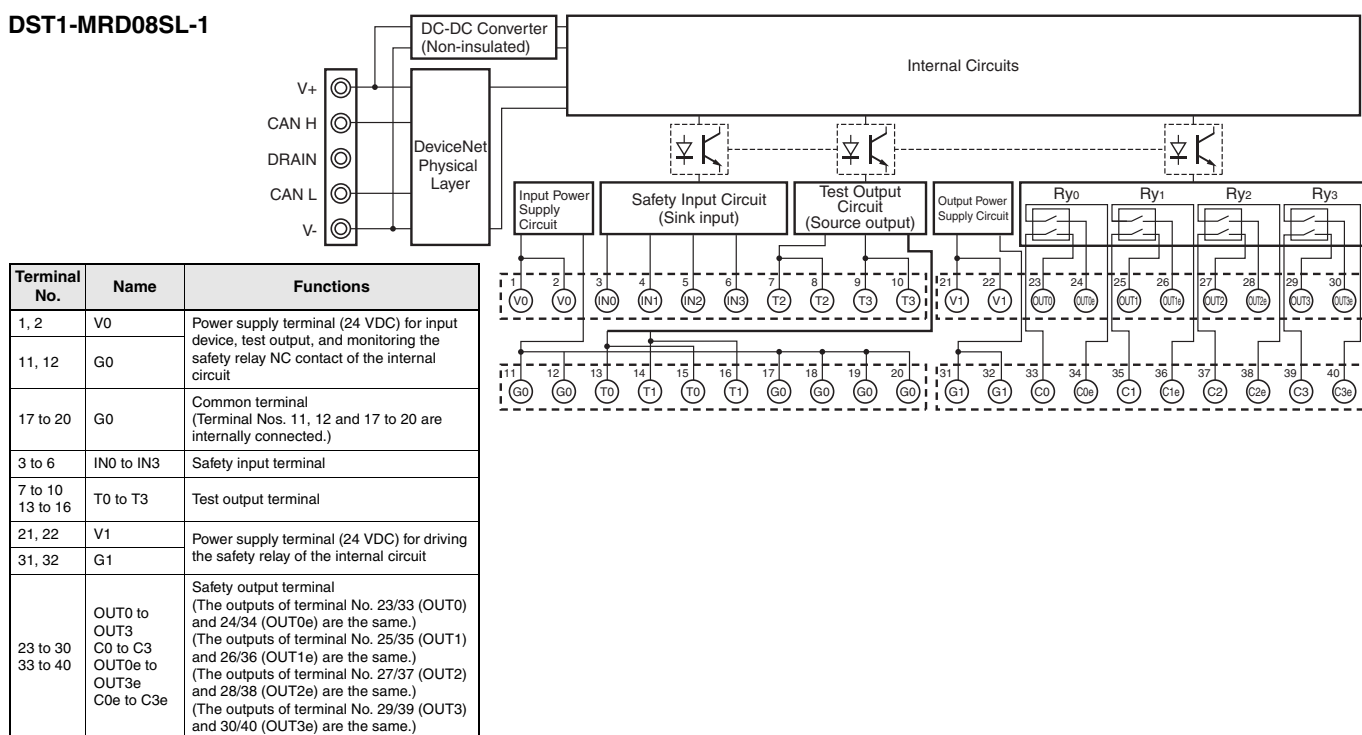 DST1-MRD08SL-1
DC-DC Converter
(Non-insulated)
Internal Circuits
V+
CAN H
DRAIN
CAN L
V-
DeviceNet
Physical
Layer
Input Power
Supply
Circuit
Safety Input Circuit
(Sink input)
Test Output
Circuit
(Source output)
Output Power
Supply Circuit
Ry0
Ry1
Ry2
Ry3
1 2 3 4 5 6 7 8 9 10
V0 V0 IN0 IN1 IN2 IN3 T2 T2 T3 T3
21 22 23 24 25 26 27 28 29 30
V1 V1 OUT0 OUT0e OUT1 OUT1e OUT2 OUT2e OUT3 OUT3e
11 12 13 14 15 16 17 18 19 20
G0 G0 T0 T1 T0 T1 G0 G0 G0 G0
31 32 33 34 35 36 37 38 39 40
G1 G1 C0 C0e C1 C1e C2 C2e C3 C3e
Terminal
No.
Name
Functions
1, 2
V0
11, 12
G0
Power supply terminal (24 VDC) for input
device, test output, and monitoring the
safety relay NC contact of the internal
circuit
17 to 20
G0
Common terminal
(Terminal Nos. 11, 12 and 17 to 20 are
internally connected.)
3 to 6
IN0 to IN3
Safety input terminal
7 to 10
13 to 16
T0 to T3
Test output terminal
21, 22
V1
31, 32
G1
Power supply terminal (24 VDC) for driving
the safety relay of the internal circuit
23 to 30
33 to 40
OUT0 to
OUT3
C0 to C3
OUT0e to
OUT3e
C0e to C3e
Safety output terminal
(The outputs of terminal No. 23/33 (OUT0)
and 24/34 (OUT0e) are the same.)
(The outputs of terminal No. 25/35 (OUT1)
and 26/36 (OUT1e) are the same.)
(The outputs of terminal No. 27/37 (OUT2)
and 28/38 (OUT2e) are the same.)
(The outputs of terminal No. 29/39 (OUT3)
and 30/40 (OUT3e) are the same.)